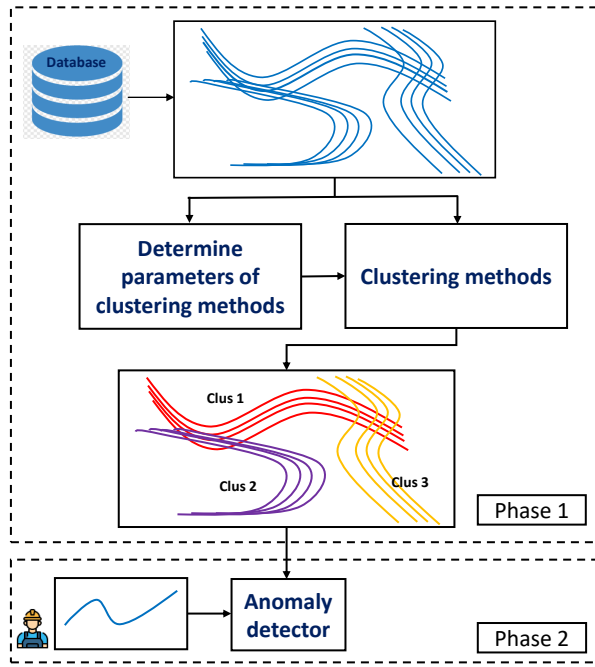 Database
Determine
parameters of
clustering methods
Clustering methods
Clus 1
Clus 2
Clus 3
Phase 1
Anomaly
detector
Phase 2